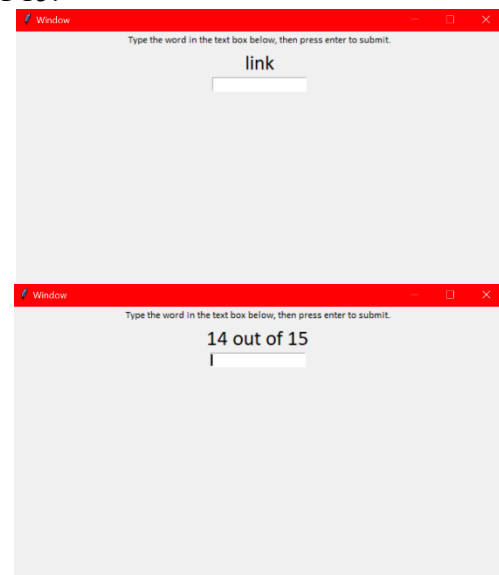 Window
Type the word in the text box below, then press enter to submit.
link
Window
Type the word in the text box below, then press enter to submit.
14 out of 15